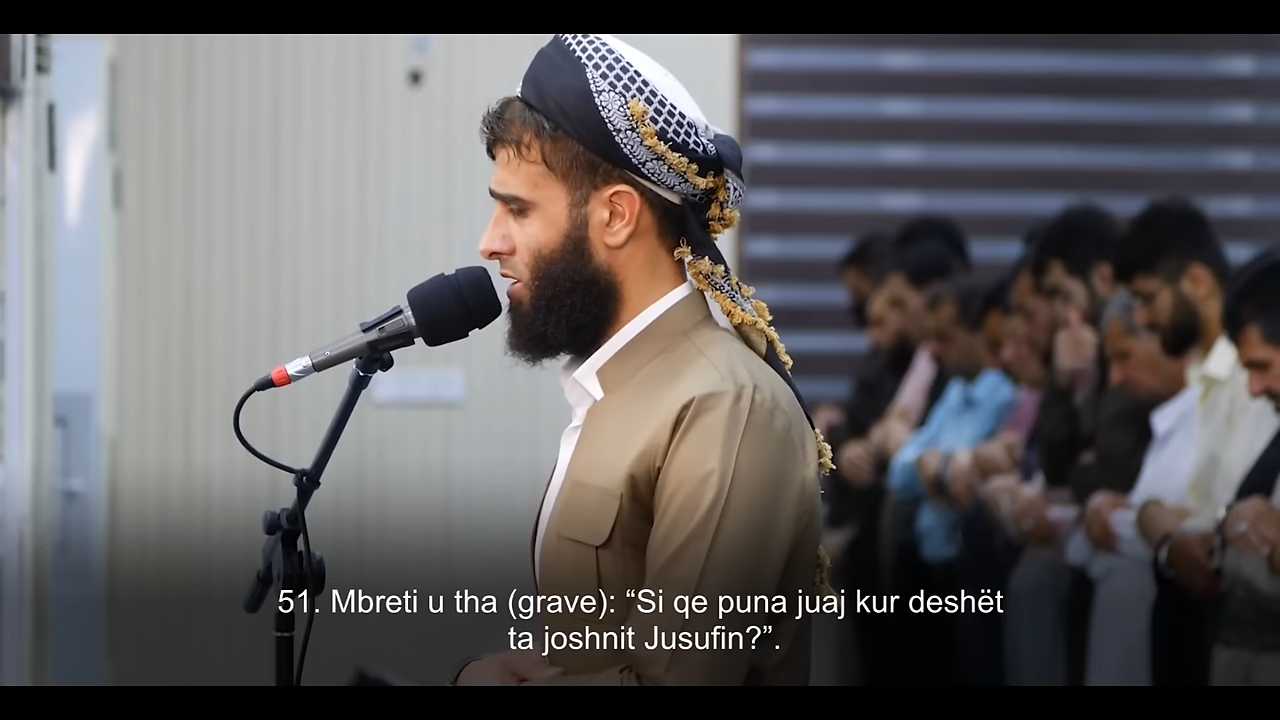 51. Mbreti u tha (grave): “Si qe puna juaj kur deshët
ta joshnit Jusufin?”.